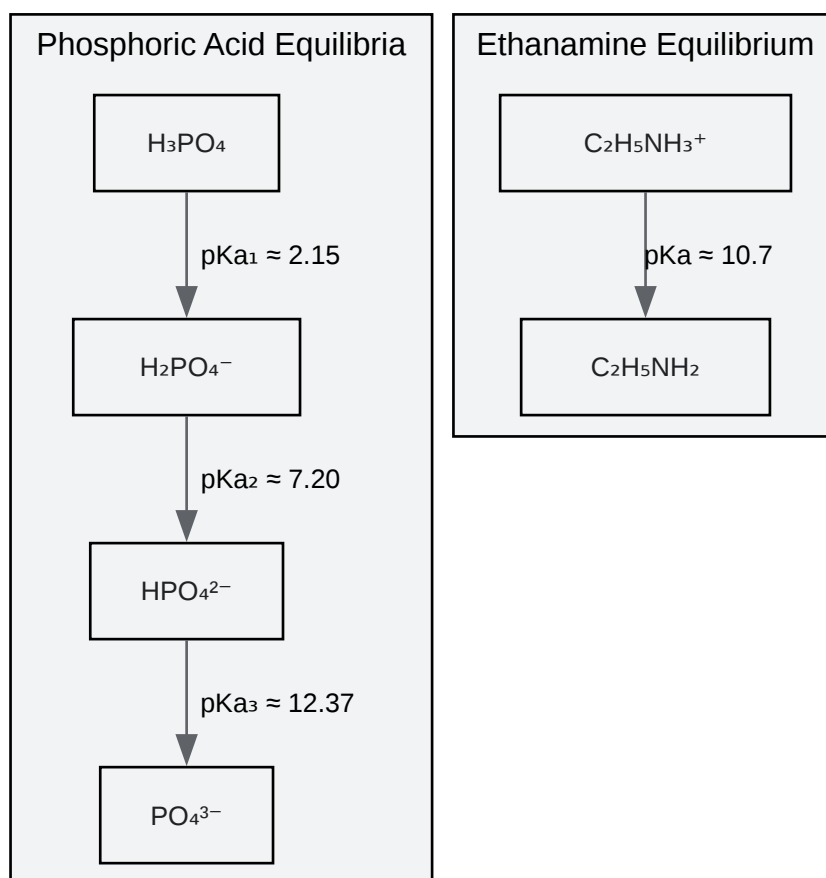 Phosphoric Acid Equilibria
H₃PO₄
pKa₁ ≈ 2.15
H₂PO₄⁻
pKa₂ ≈ 7.20
HPO₄²⁻
pKa₃ ≈ 12.37
PO₄³⁻
Ethanamine Equilibrium
C₂H₅NH₃⁺
pKa ≈ 10.7
C₂H₅NH₂